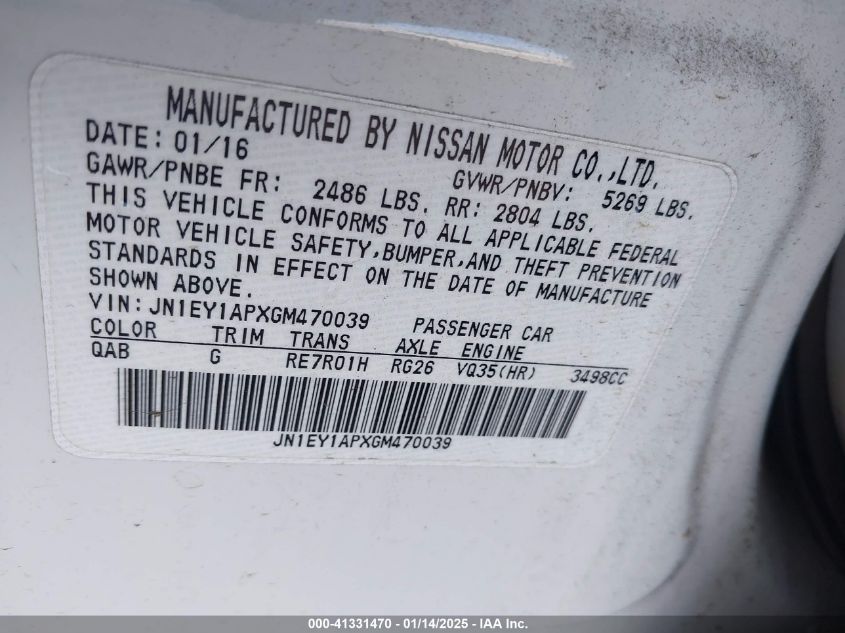 MANUFACTURED BY NISSAN MOTOR CO.,LTD.
DATE: 01/16 GVWR/PNBV: 5269 LBS.
GAWR/PNBE FR: 2486 LBS. RR: 2804 LBS.
THIS VEHICLE CONFORMS TO ALL APPLICABLE FEDERAL
MOTOR VEHICLE SAFETY,BUMPER,AND THEFT PREVENTION
STANDARDS IN EFFECT ON THE DATE OF MANUFACTURE
SHOWN ABOVE.
VIN: JN1EY1APXGM470039 PASSENGER CAR
COLOR TRIM TRANS AXLE ENGINE
QAB G RE7R01H RG26 VQ35(HR) 3498CC
JN1EY1APXGM470039
000-41331470 - 01/14/2025 - IAA Inc.